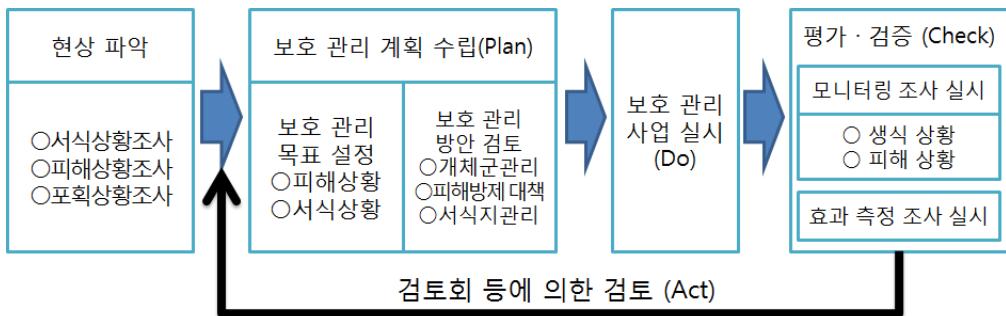 현상 파악
○서식상황조사
○피해상황조사
○포획상황조사
보호 관리 계획 수립(Plan)
보호 관리
목표 설정
○피해상황
○서식상황
보호 관리
방안 검토
○개체군관리
○피해방제 대책
○서식지관리
보호 관리
사업 실시
(Do)
평가 · 검증 (Check)
모니터링 조사 실시
○ 생식 상황
○ 피해 상황
효과 측정 조사 실시
검토회 등에 의한 검토 (Act)